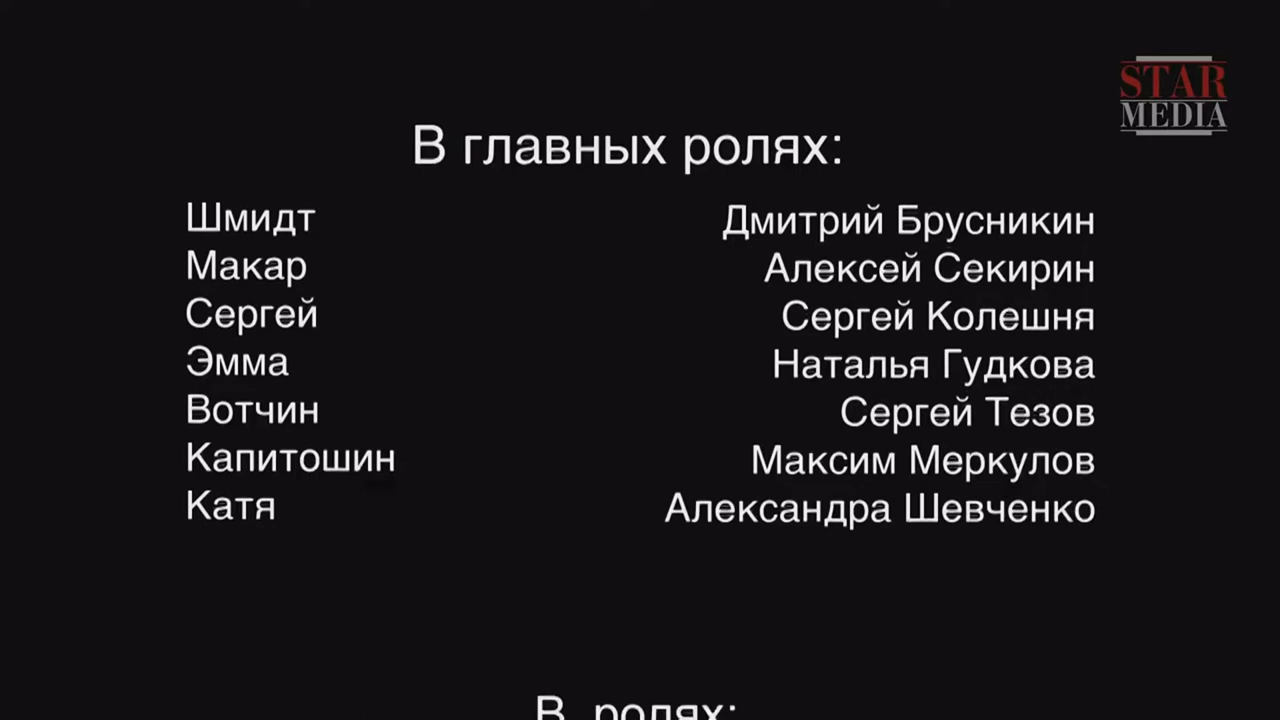 STAR
MEDIA
В главных ролях:
Шмидт Дмитрий Брусникин
Макар Алексей Секирин
Сергей Сергей Колешня
Эмма Наталья Гудкова
Вотчин Сергей Тезов
Капитошин Максим Меркулов
Катя Александра Шевченко
В ролях: